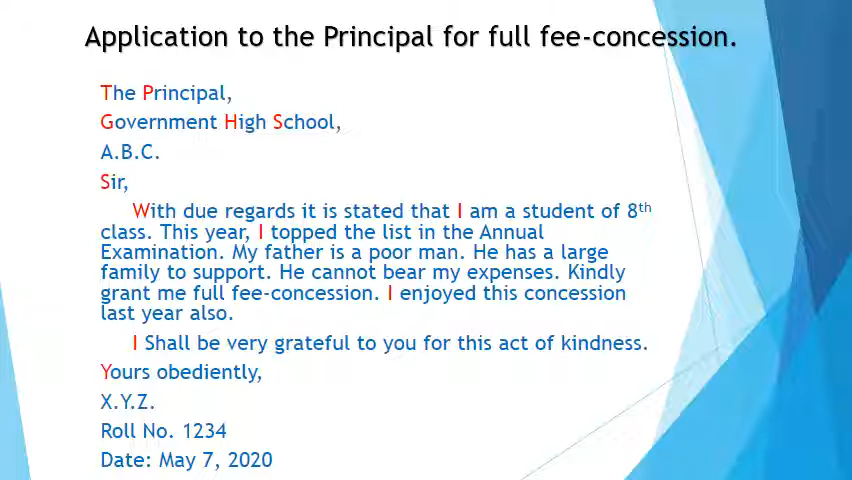 Application to the Principal for full fee-concession.
The Principal,
Government High School,
A.B.C.
Sir,
With due regards it is stated that I am a student of 8th
class. This year, I topped the list in the Annual
Examination. My father is a poor man. He has a large
family to support. He cannot bear my expenses. Kindly
grant me full fee-concession. I enjoyed this concession
last year also.
I Shall be very grateful to you for this act of kindness.
Yours obediently,
X.Y.Z.
Roll No. 1234
Date: May 7, 2020